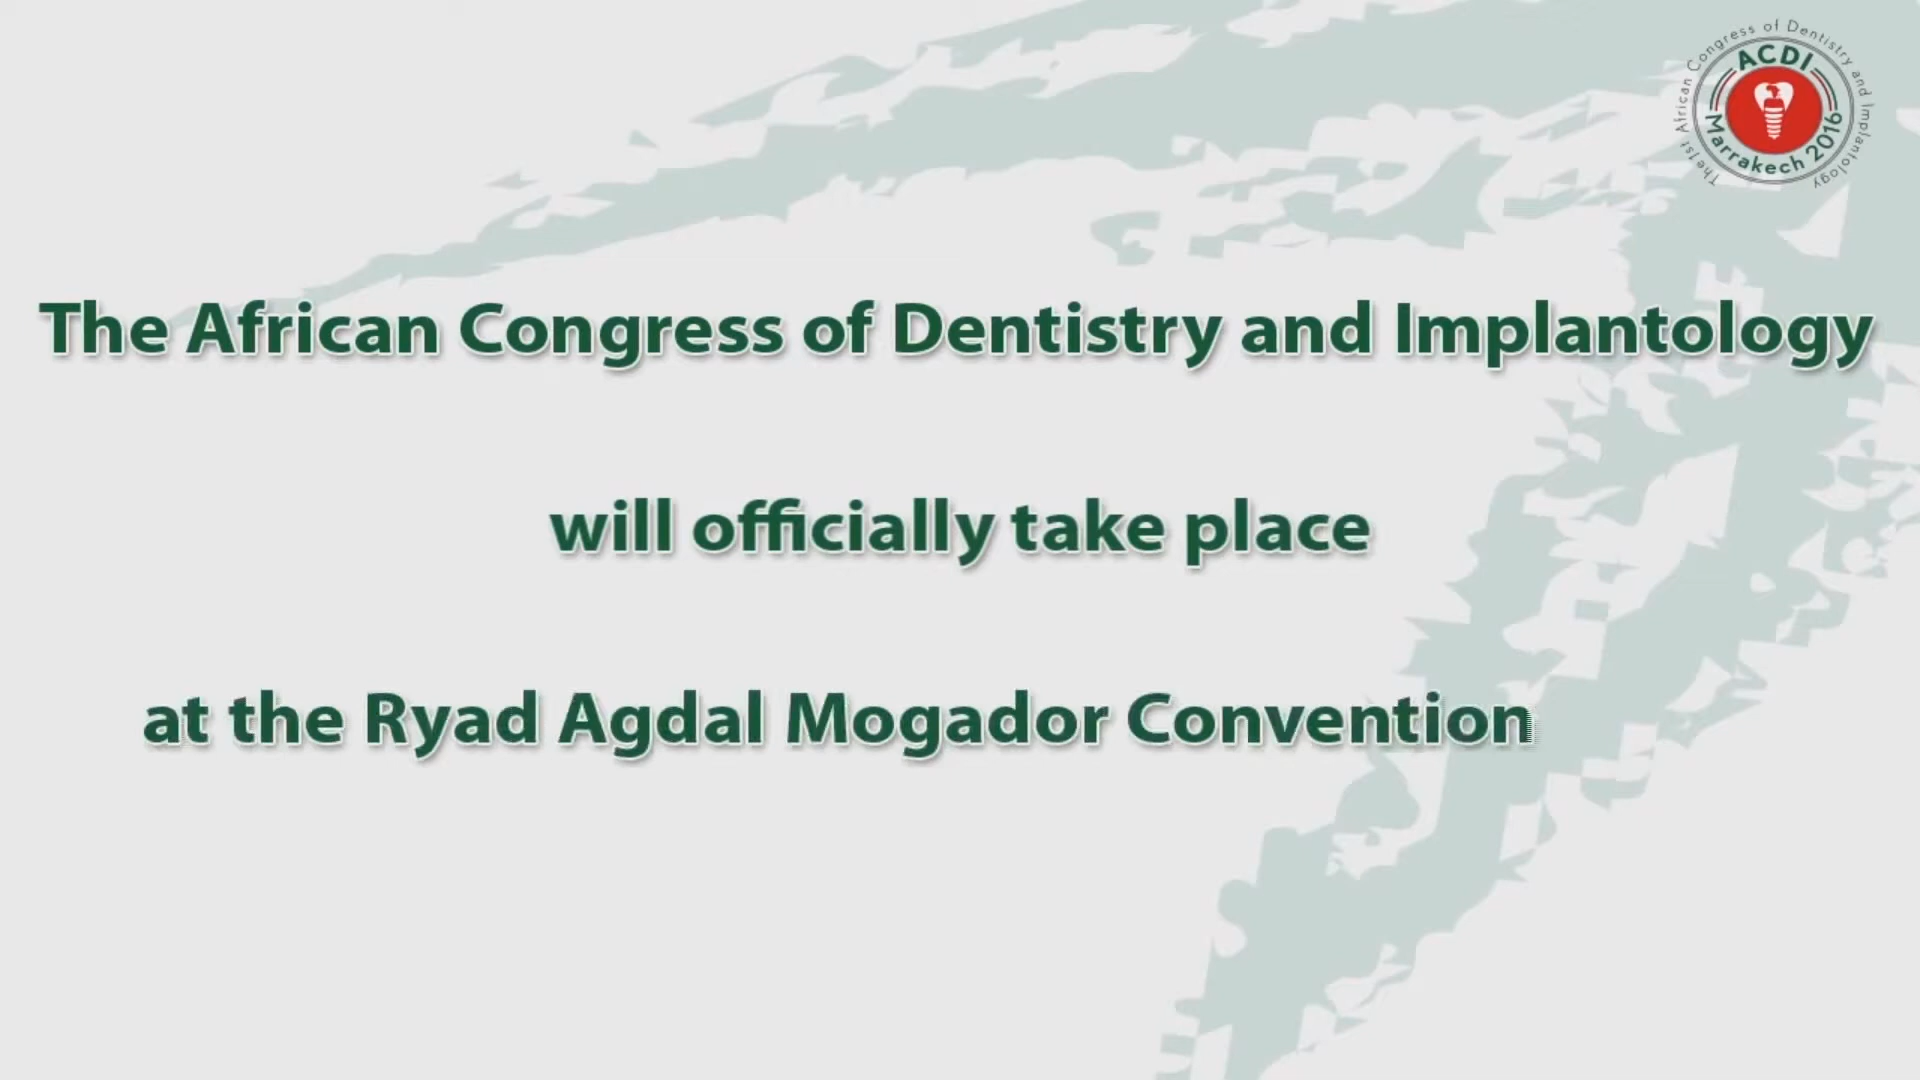 The 1st African Congress of Dentistry and Implantology
ACDI
Marrakech 2016
The African Congress of Dentistry and Implantology
will officially take place
at the Ryad Agdal Mogador Convention